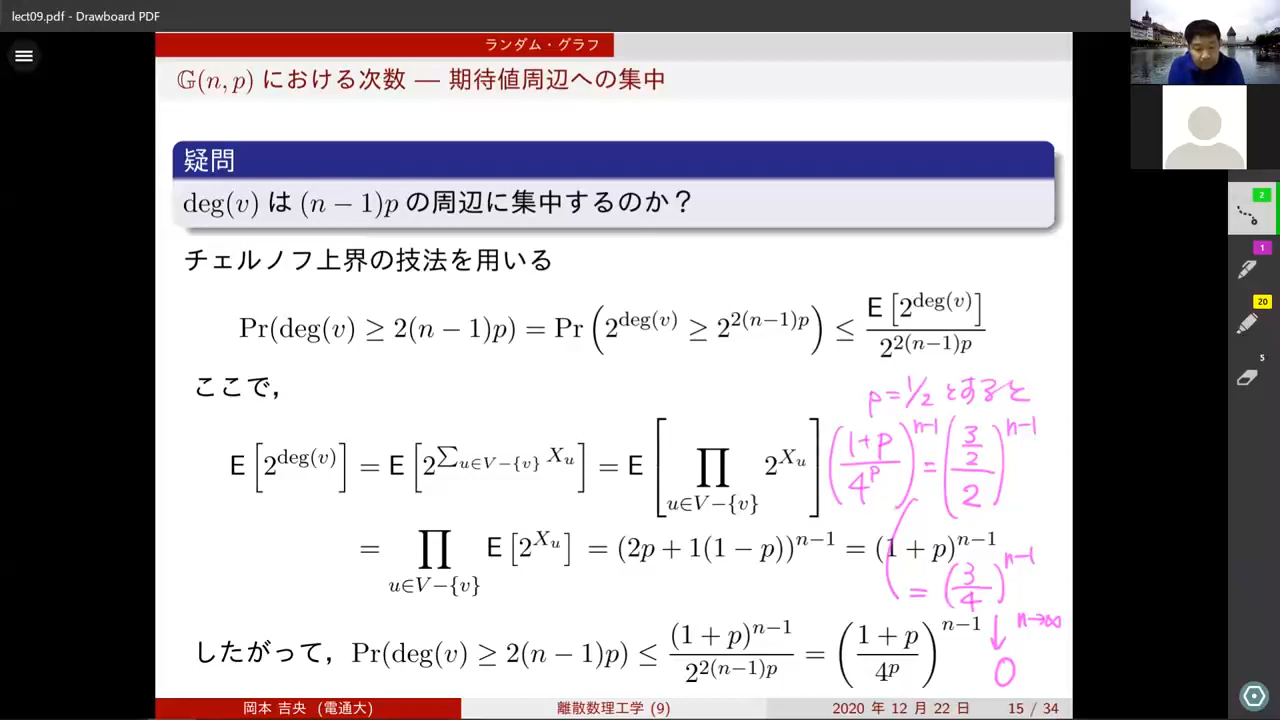 lect09.pdf - Drawboard PDF
ランダム・グラフ
𝔾(n, p) における次数 — 期待値周辺への集中
疑問
deg(v) は (n − 1)p の周辺に集中するのか？
チェルノフ上界の技法を用いる
Pr(deg(v) ≥ 2(n − 1)p) = Pr(2^{deg(v)} ≥ 2^{2(n−1)p}) ≤ E[2^{deg(v)}] / 2^{2(n−1)p}
ここで，
p = 1/2 とすると
E[2^{deg(v)}] = E[2^{∑_{u∈V−{v}} X_u}] = E[∏_{u∈V−{v}} 2^{X_u}]
((1+p)/4^p)^{n-1} = ((3/2)/2)^{n-1}
= ∏_{u∈V−{v}} E[2^{X_u}] = (2p + 1(1 − p))^{n−1} = (1 + p)^{n−1}
= (3/4)^{n-1}
↓ n→∞
0
したがって，Pr(deg(v) ≥ 2(n − 1)p) ≤ (1 + p)^{n−1} / 2^{2(n−1)p} = ((1 + p)/4^p)^{n−1}
岡本 吉央 (電通大)
離散数理工学 (9)
2020 年 12 月 22 日
15 / 34
2
1
20
5